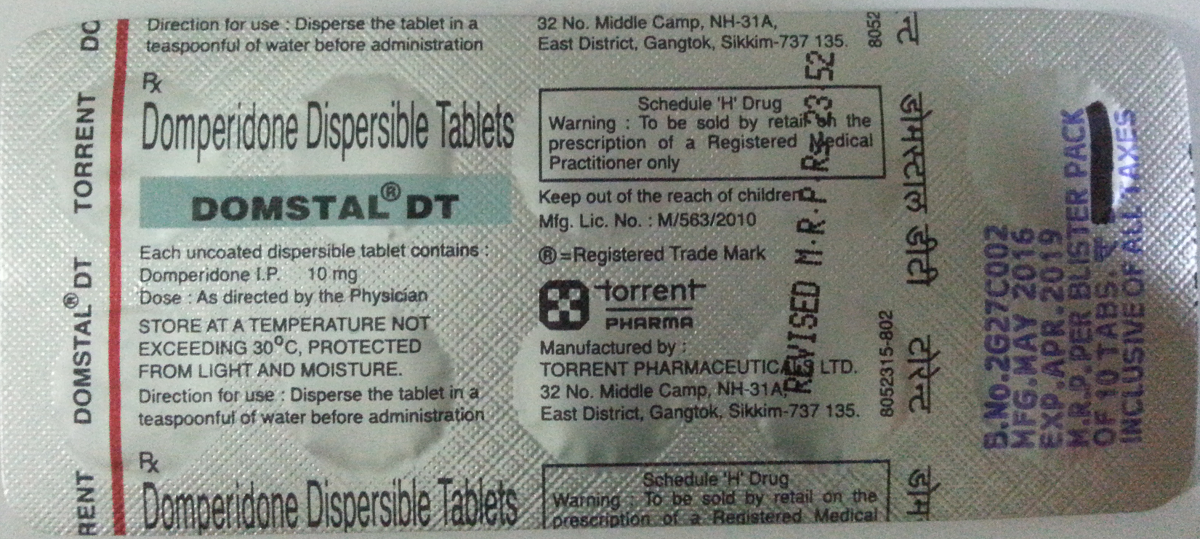 DO
TORRENT
DOMSTAL® DT
RENT
Direction for use : Disperse the tablet in a
teaspoonful of water before administration
Rx
Domperidone Dispersible Tablets
DOMSTAL® DT
Each uncoated dispersible tablet contains :
Domperidone I.P. 10 mg
Dose : As directed by the Physician
STORE AT A TEMPERATURE NOT
EXCEEDING 30°C, PROTECTED
FROM LIGHT AND MOISTURE.
Direction for use : Disperse the tablet in a
teaspoonful of water before administration
Rx
Domperidone Dispersible Tablets
32 No. Middle Camp, NH-31A,
East District, Gangtok, Sikkim-737 135.
Schedule 'H' Drug
Warning : To be sold by retail on the
prescription of a Registered Medical
Practitioner only
Keep out of the reach of children
Mfg. Lic. No. : M/563/2010
®=Registered Trade Mark
torrent
PHARMA
Manufactured by :
TORRENT PHARMACEUTICALS LTD.
32 No. Middle Camp, NH-31A,
East District, Gangtok, Sikkim-737 135.
Schedule 'H' Drug
Warning : To be sold by retail on the
prescription of a Registered Medical
REVISED M·R·P RS 23·52
8052
8052315-802
न्ट
डोमस्टाल डीटी
टोरेन्ट
डोम
B.No.2G27C002
MFG.MAY 2016
EXP.APR.2019
M.R.P.PER BLISTER PACK
OF 10 TABS. ₹
INCLUSIVE OF ALL TAXES